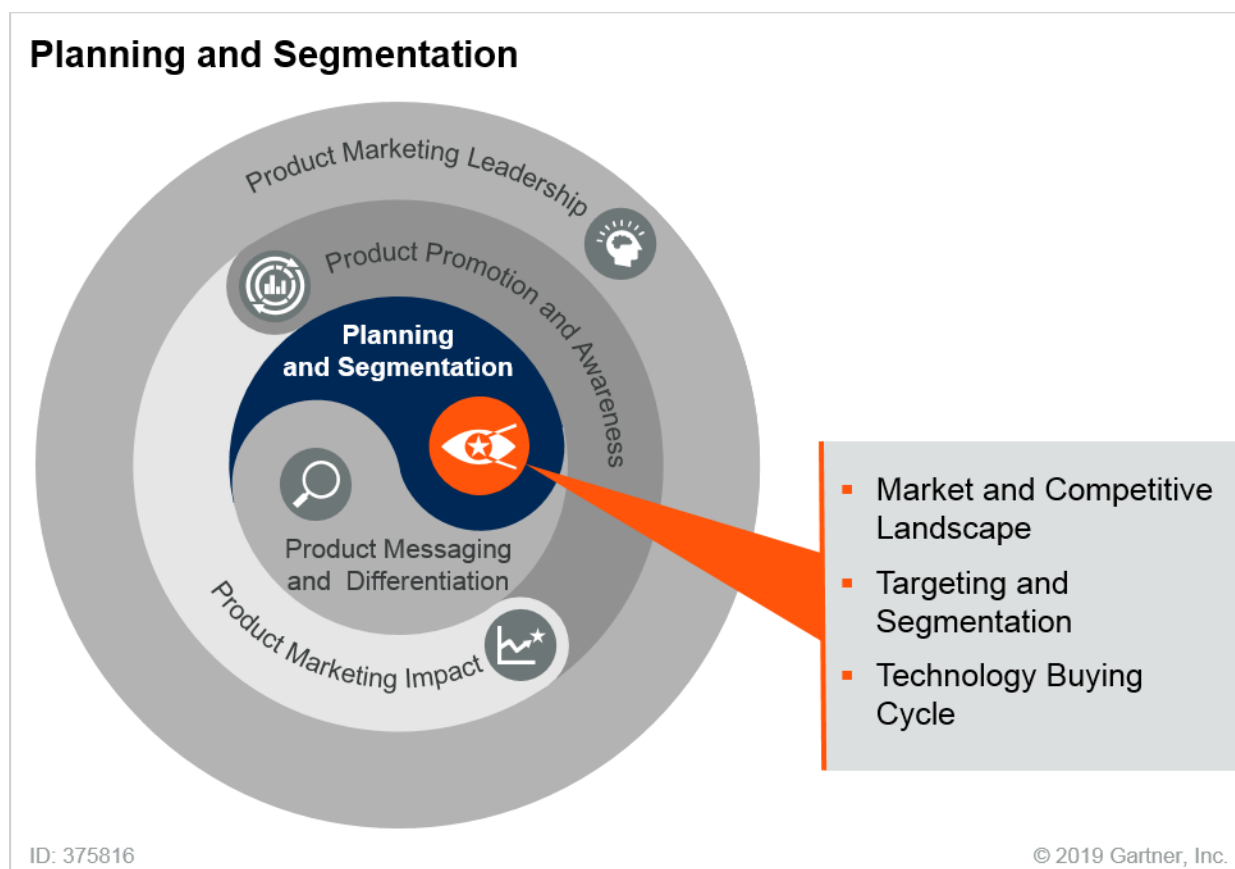 Planning and Segmentation
Product Marketing Leadership
Product Promotion and Awareness
Planning
and Segmentation
Product Messaging
and Differentiation
Product Marketing Impact
Market and Competitive
Landscape
Targeting and
Segmentation
Technology Buying
Cycle
ID: 375816
© 2019 Gartner, Inc.